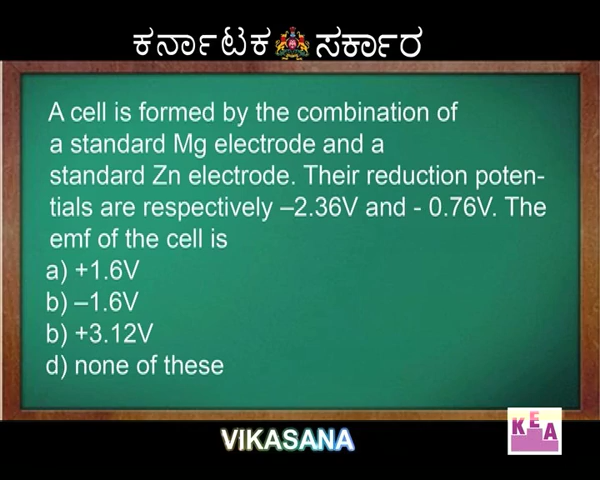 ಕರ್ನಾಟಕ ಸರ್ಕಾರ
A cell is formed by the combination of
a standard Mg electrode and a
standard Zn electrode. Their reduction poten-
tials are respectively –2.36V and - 0.76V. The
emf of the cell is
a) +1.6V
b) –1.6V
b) +3.12V
d) none of these
VIKASANA
KEA